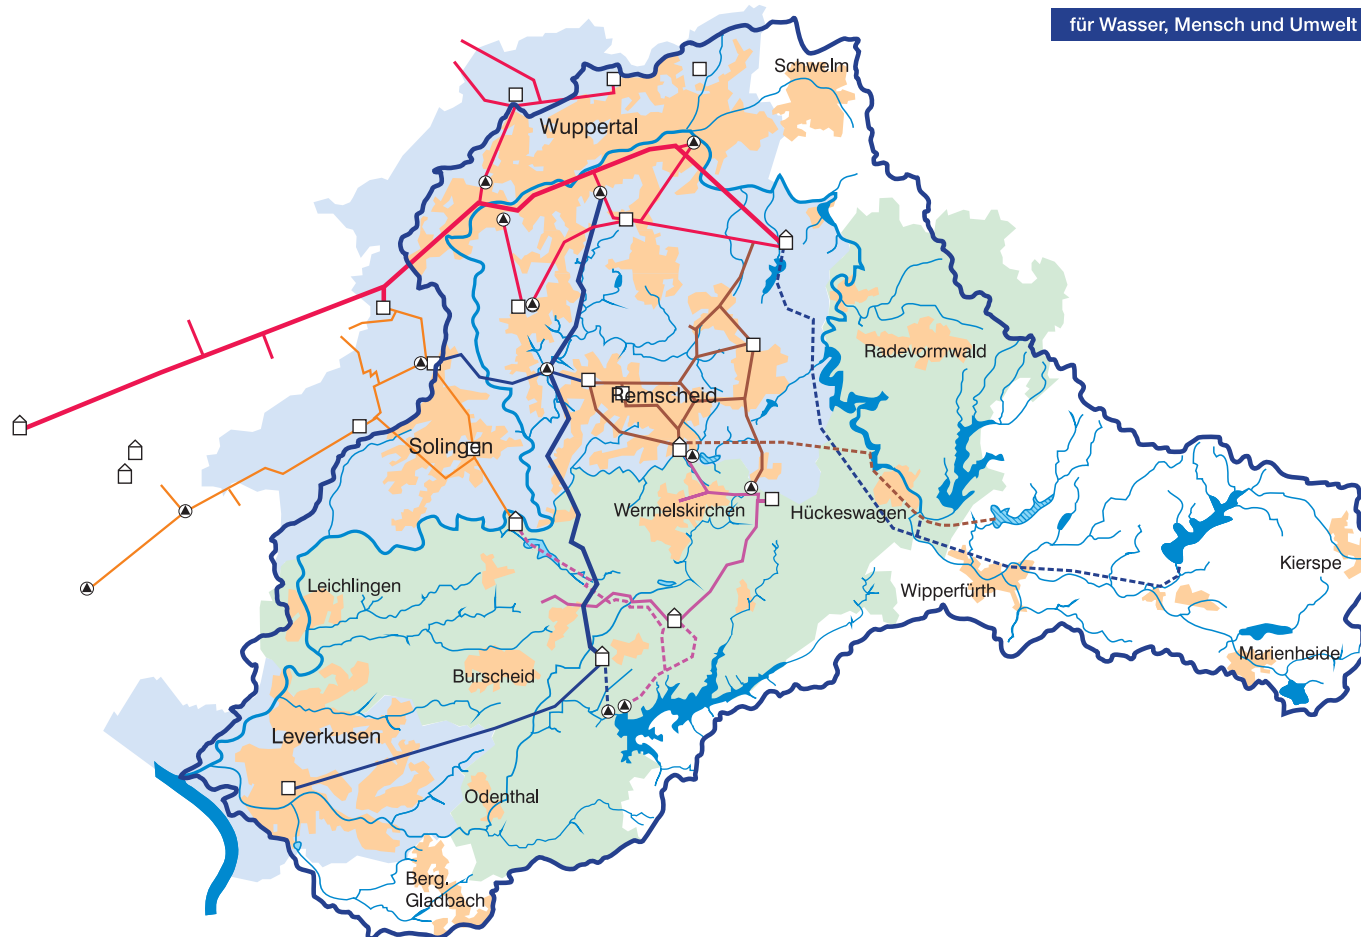 für Wasser, Mensch und Umwelt
Schwelm
Wuppertal
Radevormwald
Remscheid
Solingen
Wermelskirchen
Hückeswagen
Kierspe
Leichlingen
Wipperfürth
Marienheide
Burscheid
Leverkusen
Odenthal
Berg.
Gladbach